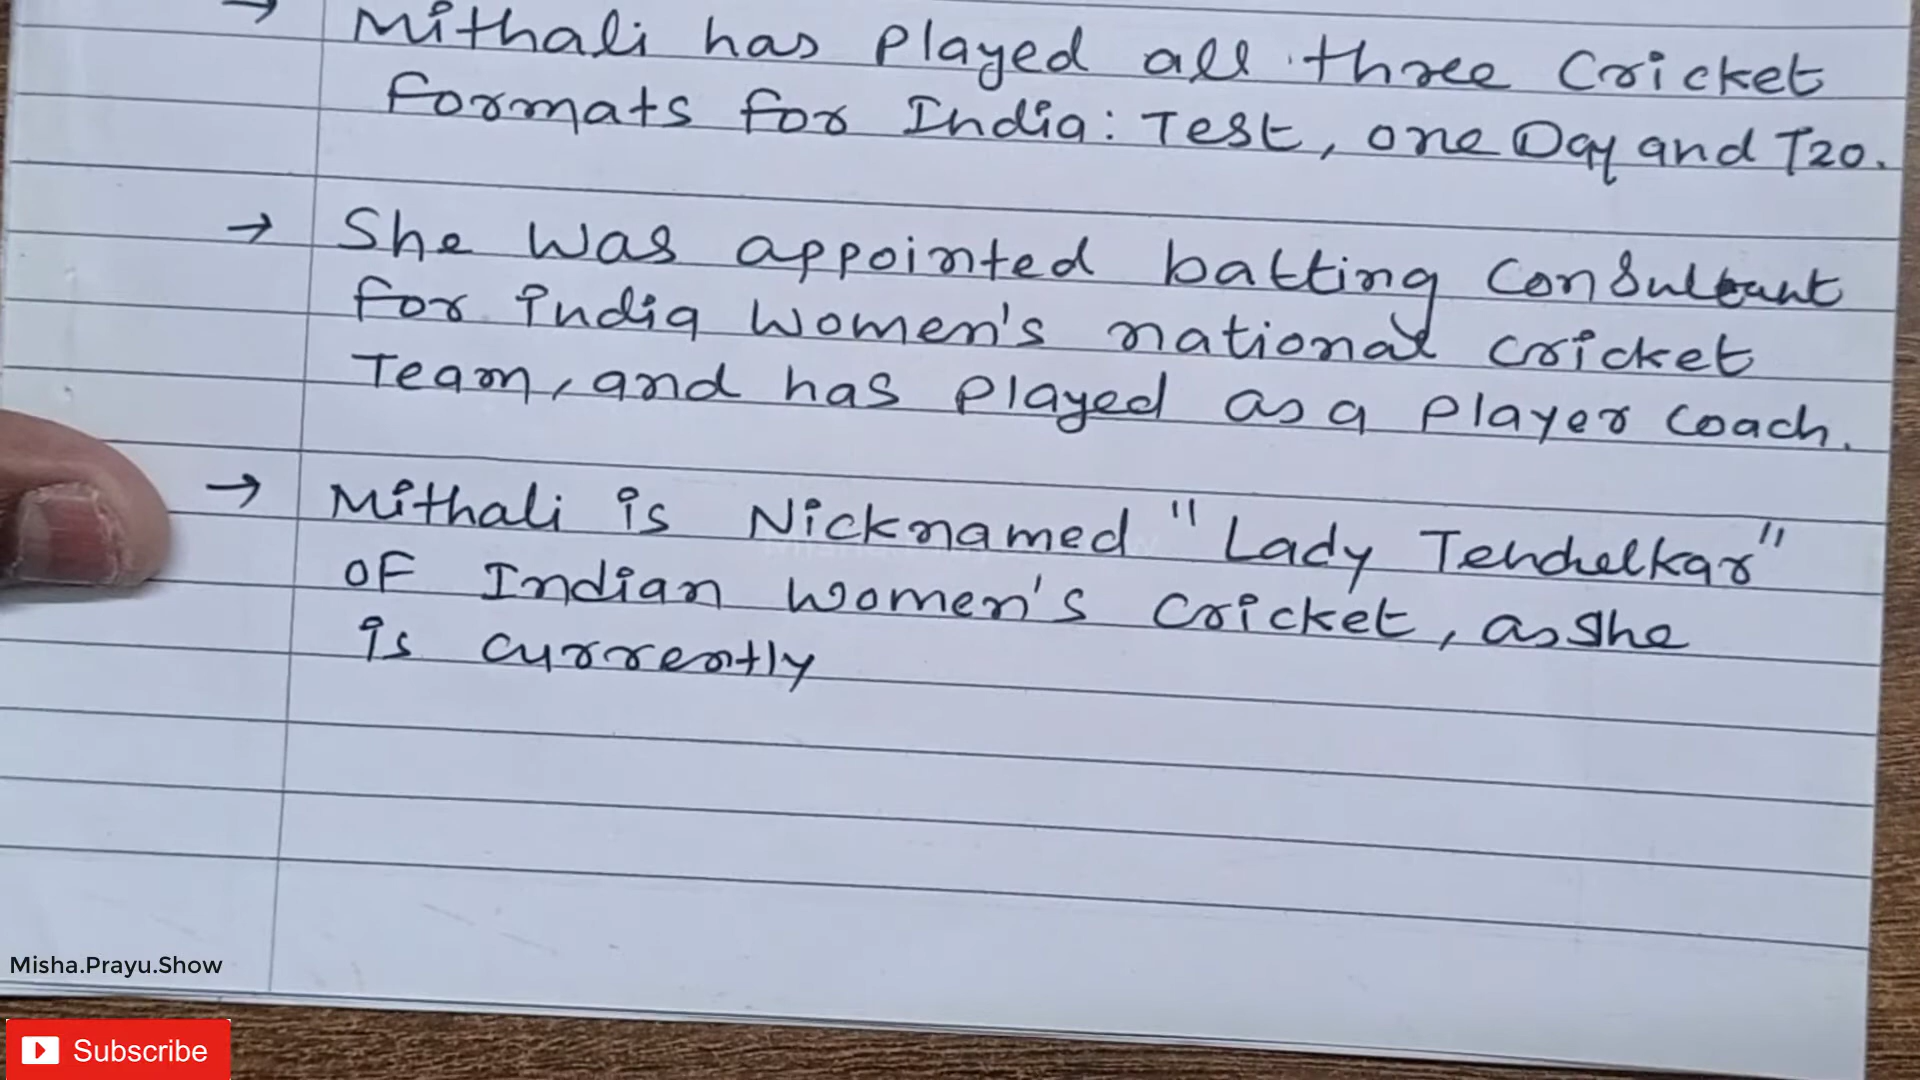 → Mithali has Played all three Cricket
Formats for India: Test, one Day and T20.
→ She was appointed batting Consultant
for india Women's national cricket
Team, and has Played as a Player Coach.
→ Mithali is Nicknamed "Lady Tendulkar"
of Indian women's Cricket, as she
is currently
Misha.Prayu.Show
Subscribe